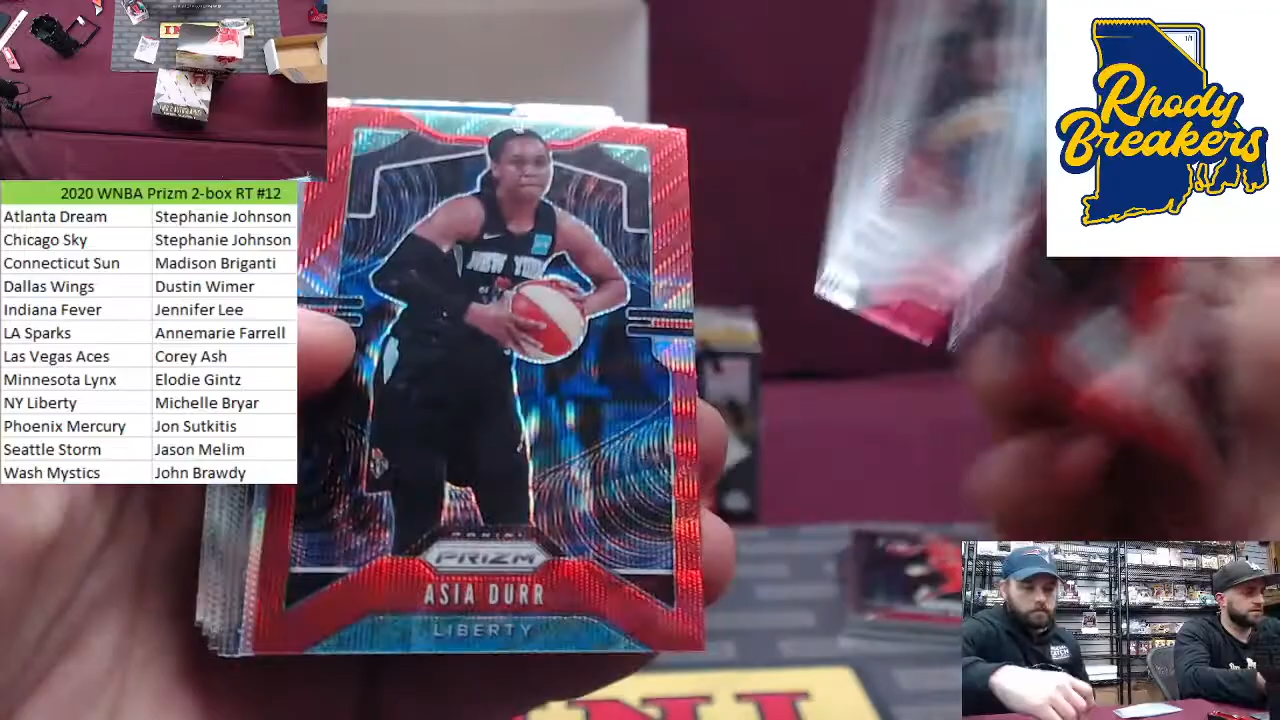 2020 WNBA Prizm 2-box RT #12
Atlanta Dream Stephanie Johnson
Chicago Sky Stephanie Johnson
Connecticut Sun Madison Briganti
Dallas Wings Dustin Wimer
Indiana Fever Jennifer Lee
LA Sparks Annemarie Farrell
Las Vegas Aces Corey Ash
Minnesota Lynx Elodie Gintz
NY Liberty Michelle Bryar
Phoenix Mercury Jon Sutkitis
Seattle Storm Jason Melim
Wash Mystics John Brawdy
NEW YORK
PANINI
PRIZM
ASIA DURR
LIBERTY
Rhody
Breakers
1/1